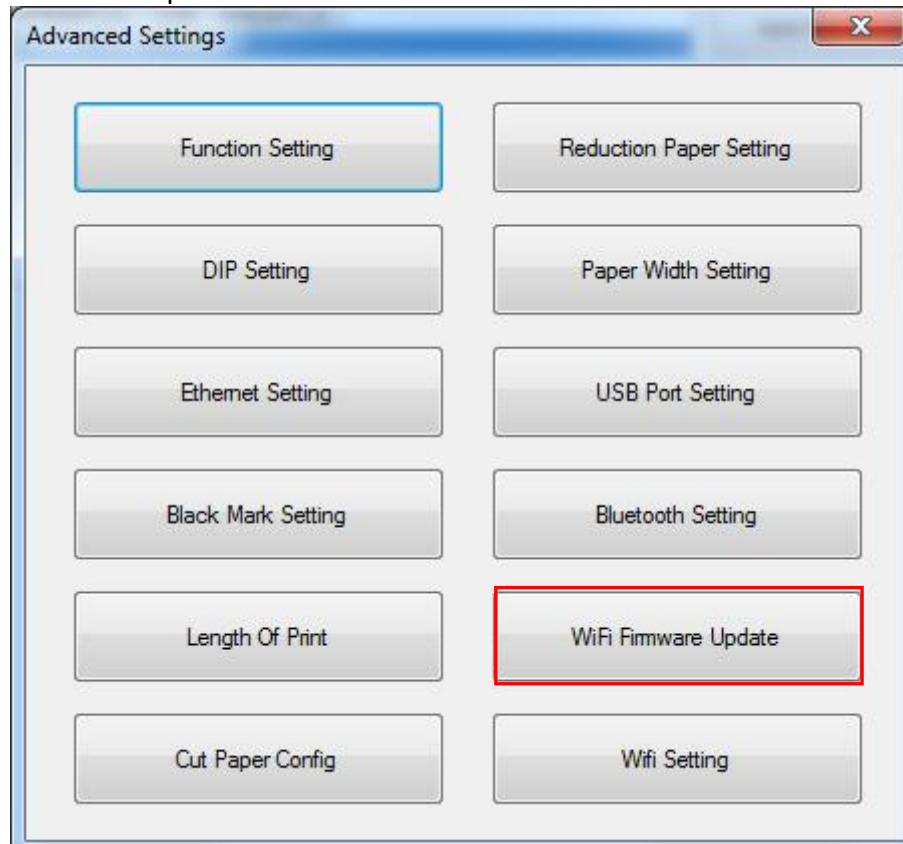 Advanced Settings
Function Setting
Reduction Paper Setting
DIP Setting
Paper Width Setting
Ethernet Setting
USB Port Setting
Black Mark Setting
Bluetooth Setting
Length Of Print
WiFi Firmware Update
Cut Paper Config
Wifi Setting